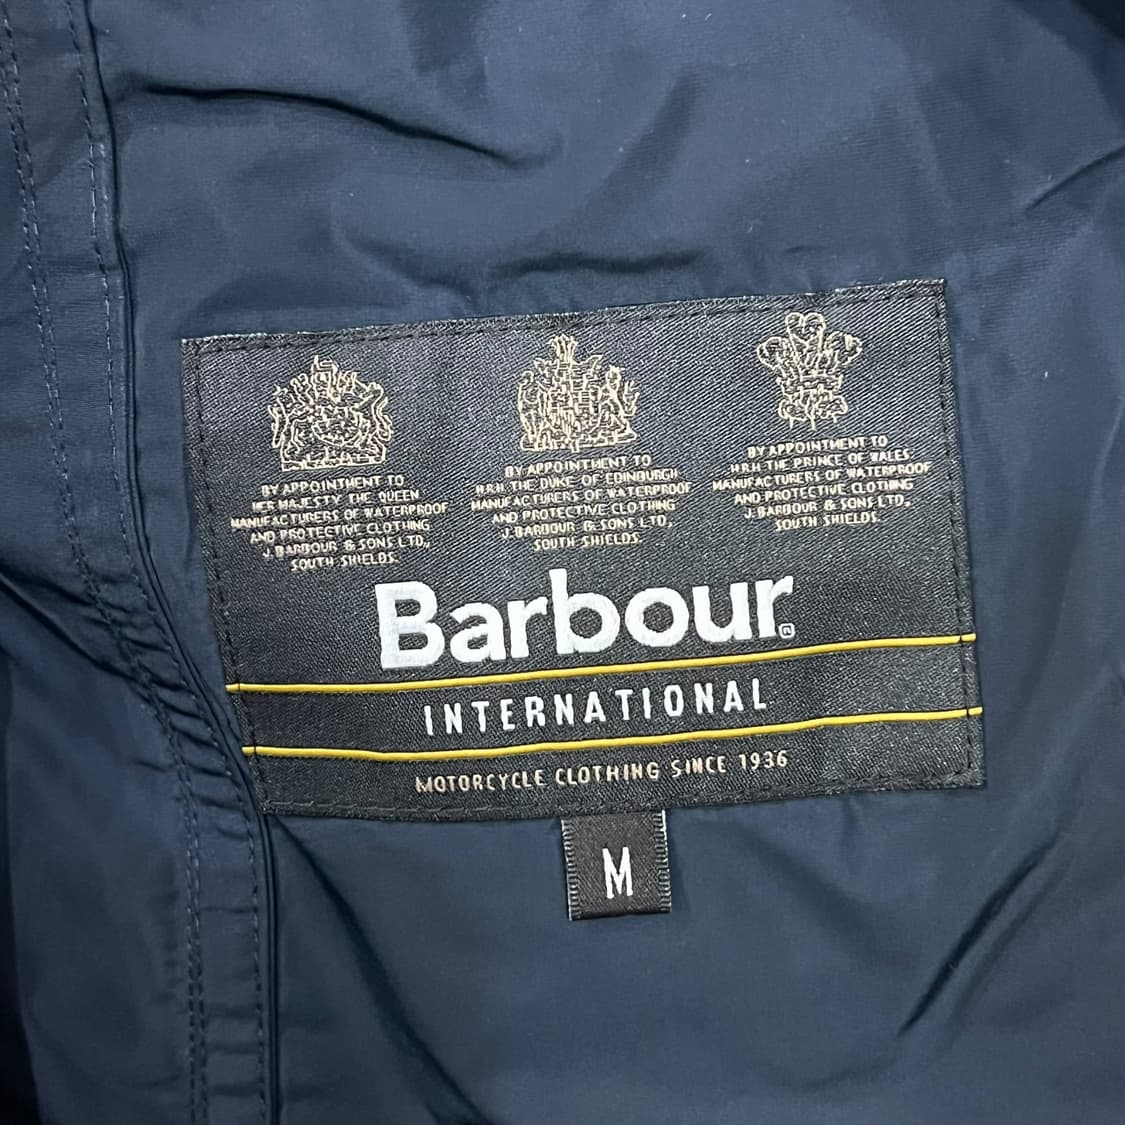 BY APPOINTMENT TO
HER MAJESTY THE QUEEN
MANUFACTURERS OF WATERPROOF
AND PROTECTIVE CLOTHING
J. BARBOUR & SONS LTD.,
SOUTH SHIELDS.
BY APPOINTMENT TO
H.R.H. THE DUKE OF EDINBURGH
MANUFACTURERS OF WATERPROOF
AND PROTECTIVE CLOTHING
J. BARBOUR & SONS LTD,
SOUTH SHIELDS.
BY APPOINTMENT TO
H.R.H THE PRINCE OF WALES
MANUFACTURERS OF WATERPROOF
AND PROTECTIVE CLOTHING
J. BARBOUR & SONS LTD,
SOUTH SHIELDS.
Barbour®
INTERNATIONAL
MOTORCYCLE CLOTHING SINCE 1936
M